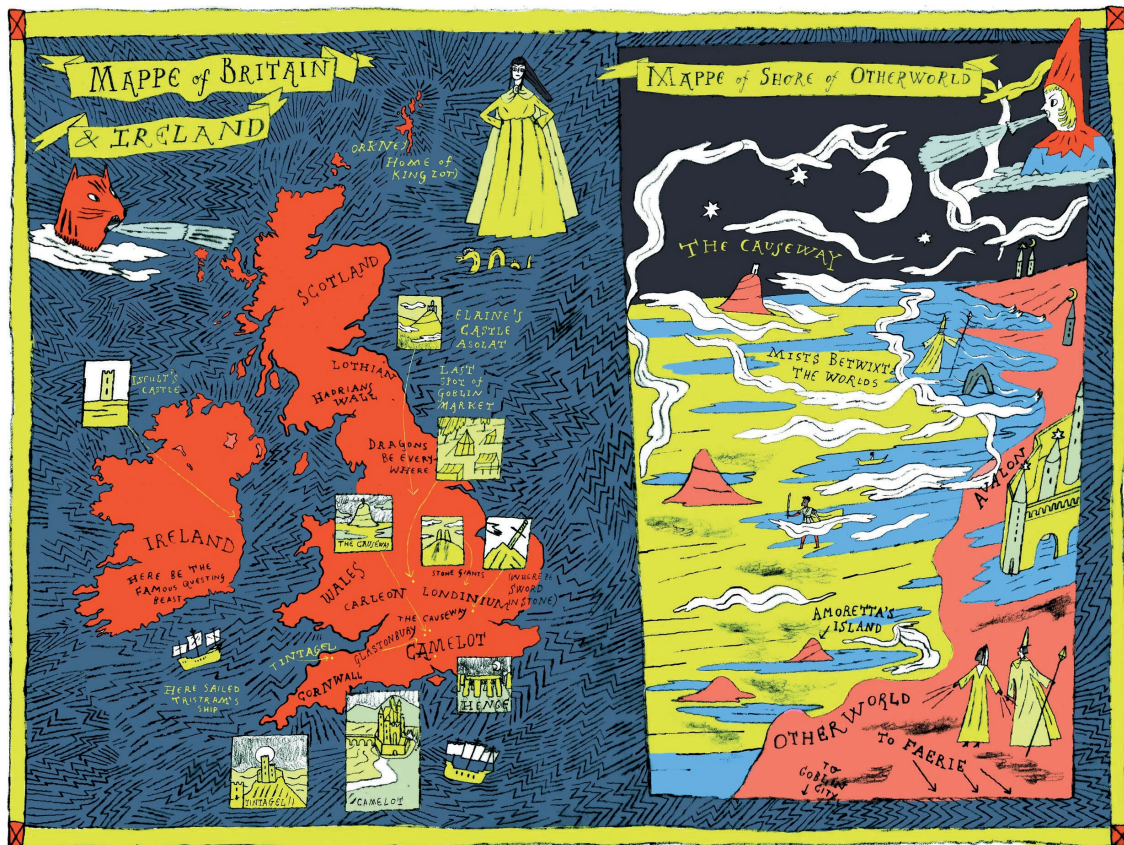 MAPPE of BRITAIN
& IRELAND
ORKNEY
HOME of
KING LOT)
SCOTLAND
ELAINE'S
CASTLE
ASOLAT
LOTHIAN
HADRIANS
WALL
LAST
SPOT of
GOBLIN
MARKET
ISEULT'S
CASTLE
DRAGONS
BE EVERY
WHERE
IRELAND
HERE BE THE
FAMOUS QUESTING
BEAST
THE CAUSEWAY
STONE GIANTS
(WHERE BE
SWORD
IN STONE)
WALES
CARLEON
LONDINIUM
THE CAUSEWAY
GLASTONBURY
CAMELOT
TINTAGEL
CORNWALL
HENGE
HERE SAILED
TRISTRAM'S
SHIP
TINTAGEL
CAMELOT
MAPPE of SHORE of OTHERWORLD
THE CAUSEWAY
MISTS BETWIXT
THE WORLDS
AVALON
AMORETTA'S
ISLAND
OTHERWORLD
TO FAERIE
TO
GOBLIN
CITY